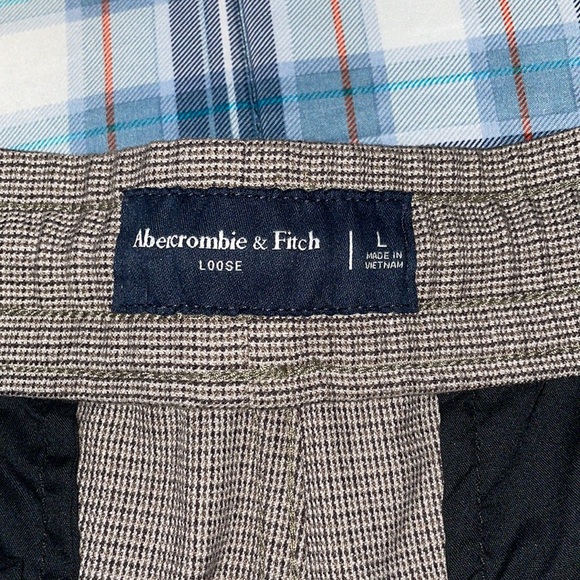 Abercrombie & Fitch
LOOSE
L
MADE IN
VIETNAM